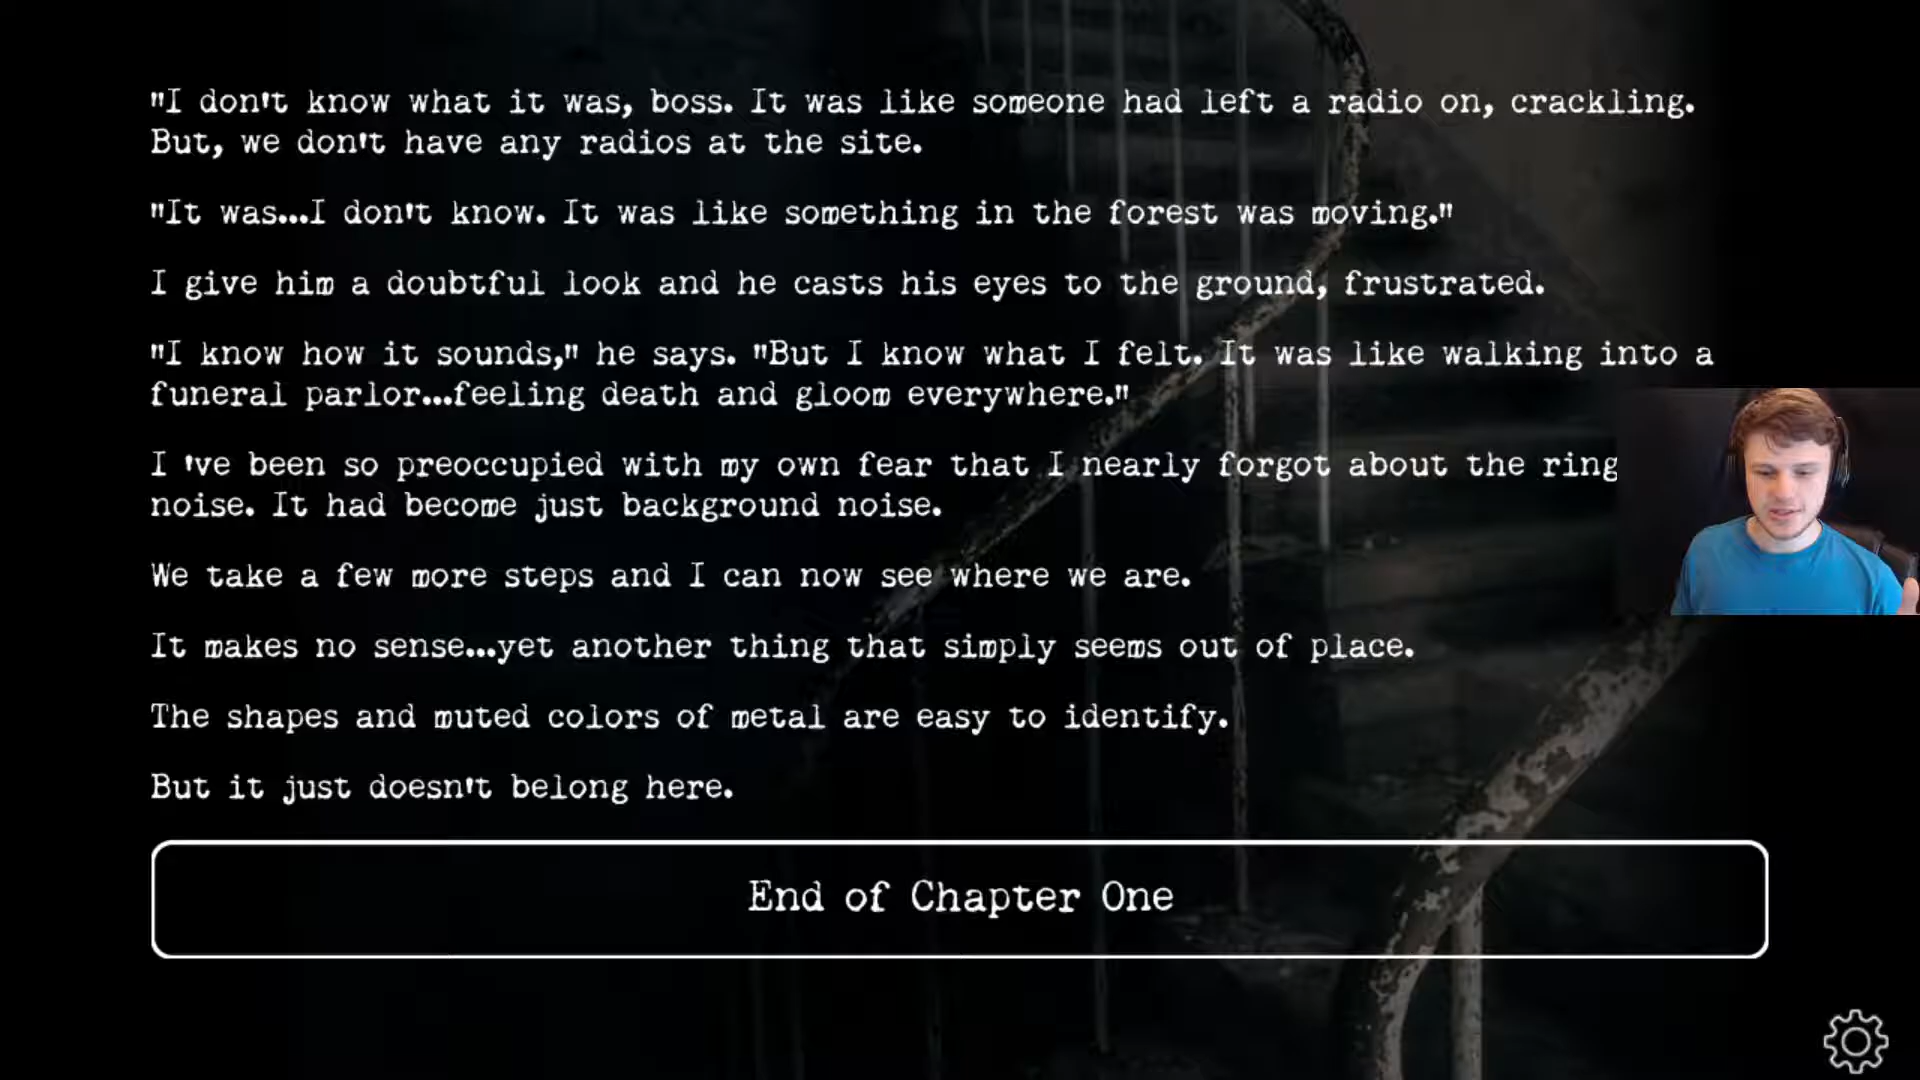 "I don't know what it was, boss. It was like someone had left a radio on, crackling.
But, we don't have any radios at the site.
"It was...I don't know. It was like something in the forest was moving."
I give him a doubtful look and he casts his eyes to the ground, frustrated.
"I know how it sounds," he says. "But I know what I felt. It was like walking into a
funeral parlor...feeling death and gloom everywhere."
I 've been so preoccupied with my own fear that I nearly forgot about the ring
noise. It had become just background noise.
We take a few more steps and I can now see where we are.
It makes no sense...yet another thing that simply seems out of place.
The shapes and muted colors of metal are easy to identify.
But it just doesn't belong here.
End of Chapter One